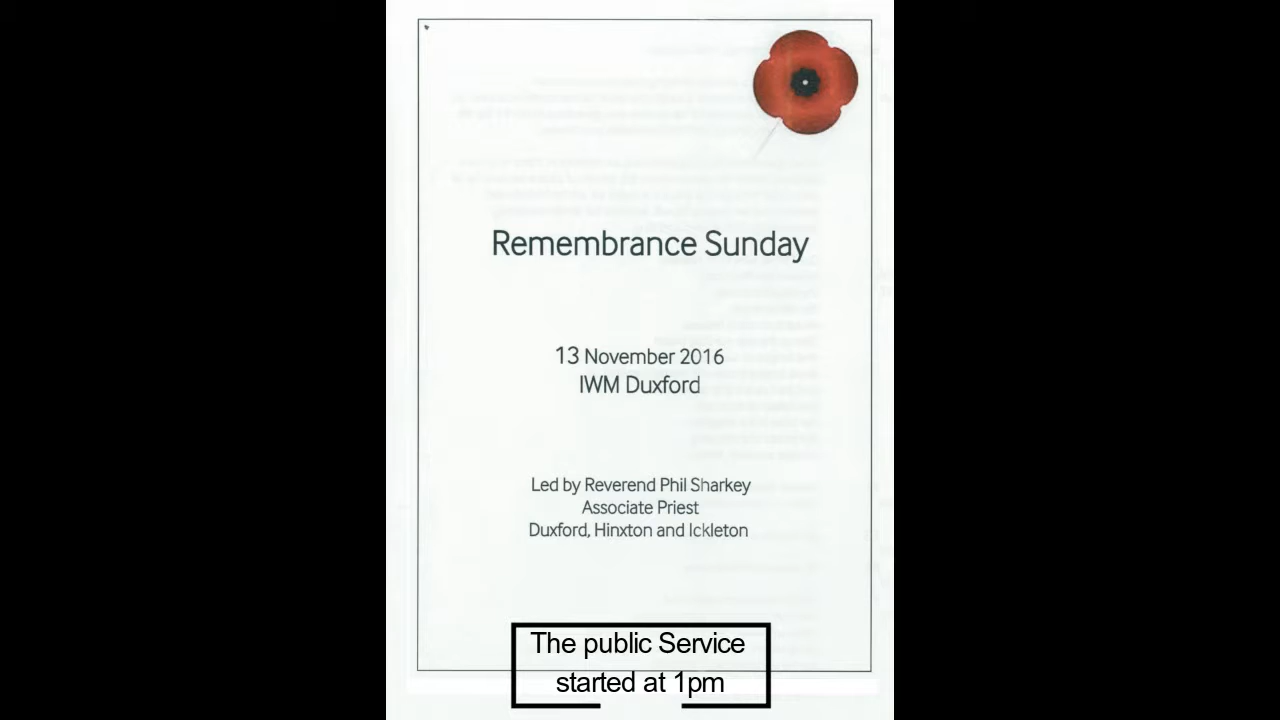 Remembrance Sunday
13 November 2016
IWM Duxford
Led by Reverend Phil Sharkey
Associate Priest
Duxford, Hinxton and Ickleton
The public Service
started at 1pm